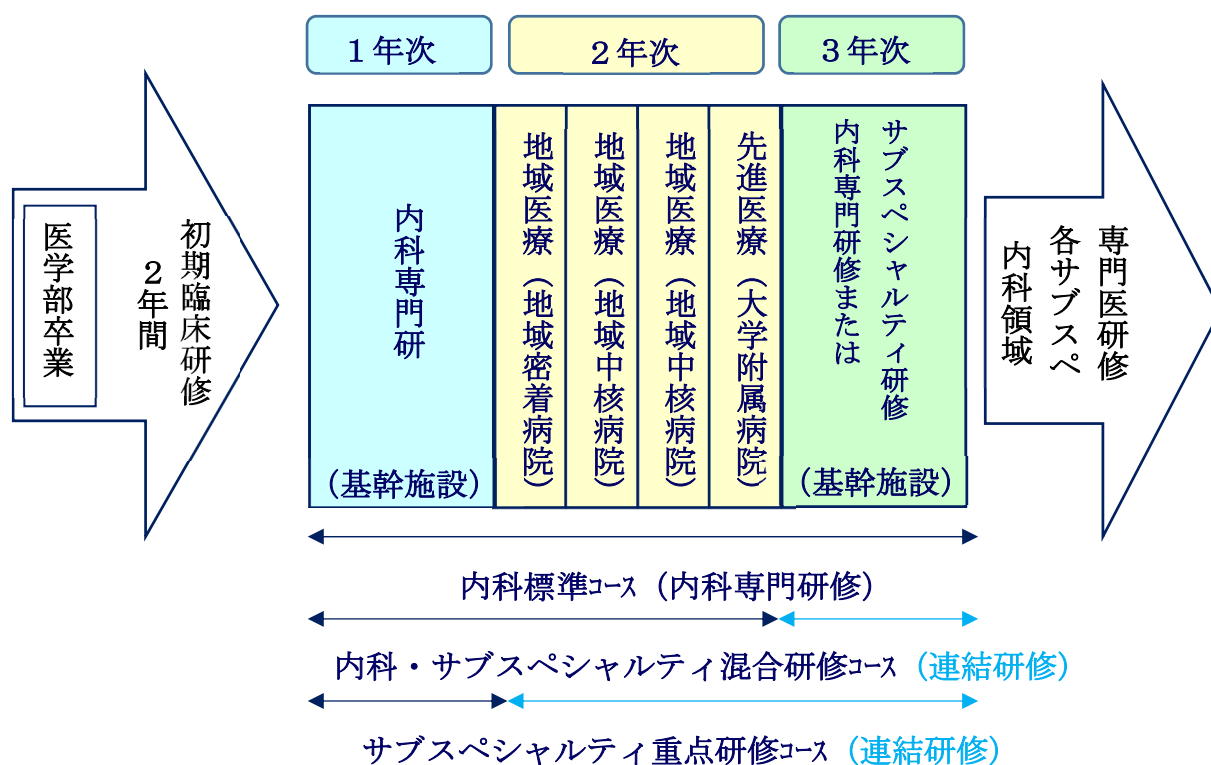 １年次
２年次
３年次
医学部卒業
初期臨床研修
２年間
内科専門研
（基幹施設）
地域医療（地域密着病院）
地域医療（地域中核病院）
地域医療（地域中核病院）
先進医療（大学附属病院）
サブスペシャルティ研修
内科専門研修または
（基幹施設）
専門医研修
各サブスペ
内科領域
内科標準ｺｰｽ（内科専門研修）
内科・サブスペシャルティ混合研修ｺｰｽ（連結研修）
サブスペシャルティ重点研修ｺｰｽ（連結研修）